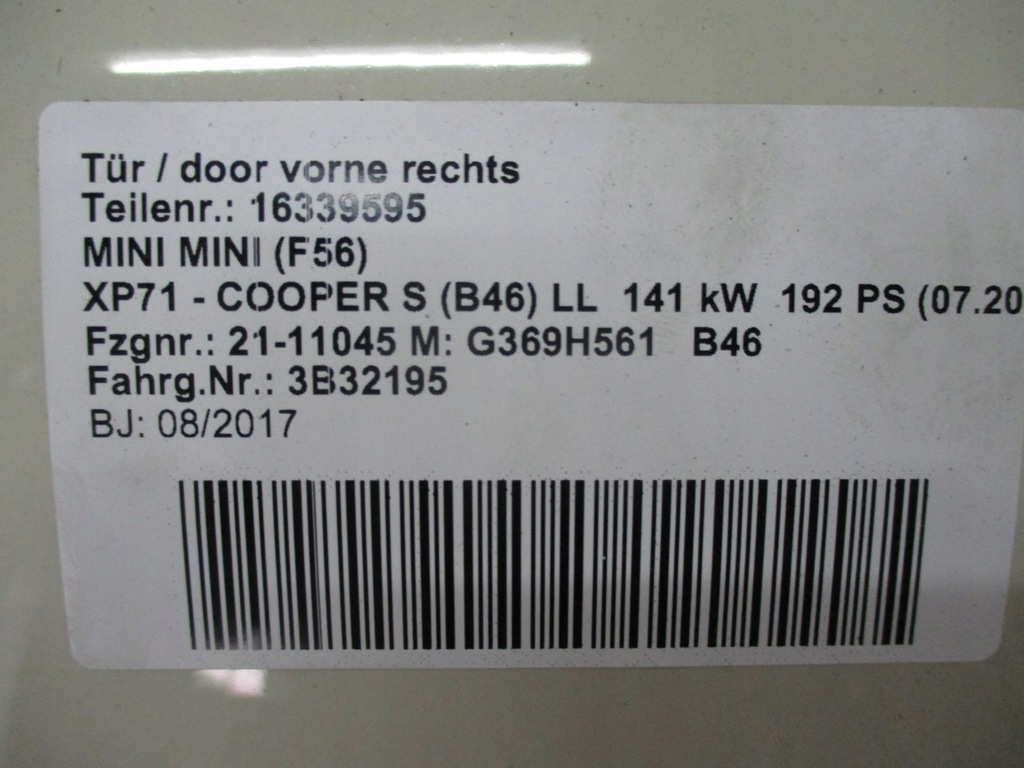 Tür / door vorne rechts
Teilenr.: 16339595
MINI MINI (F56)
XP71 - COOPER S (B46) LL 141 kW 192 PS (07.20
Fzgnr.: 21-11045 M: G369H561 B46
Fahrg.Nr.: 3B32195
BJ: 08/2017